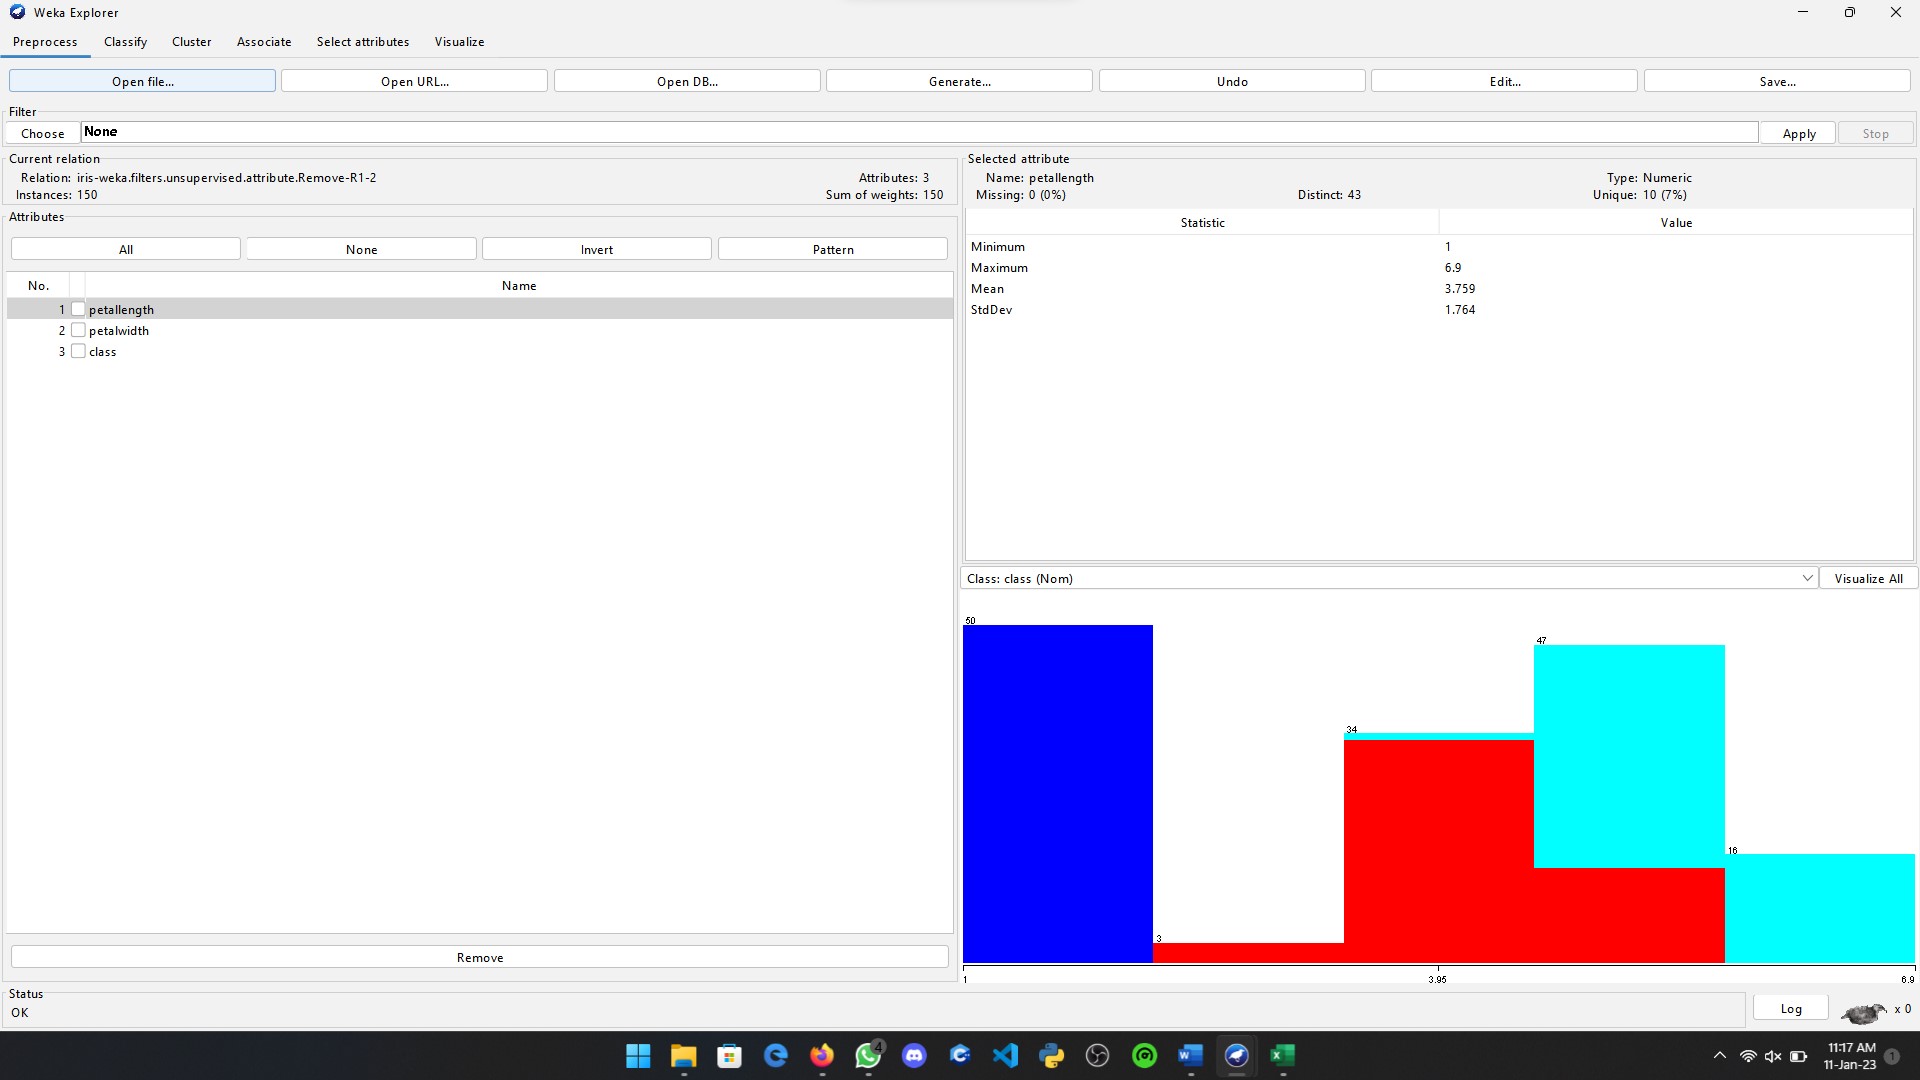 Weka Explorer
Preprocess Classify Cluster Associate Select attributes Visualize
Open file... Open URL... Open DB... Generate... Undo Edit... Save...
Filter
Choose None Apply Stop
Current relation
Relation: iris-weka.filters.unsupervised.attribute.Remove-R1-2 Attributes: 3
Instances: 150 Sum of weights: 150
Attributes
All None Invert Pattern
No. Name
1 petallength
2 petalwidth
3 class
Remove
Selected attribute
Name: petallength Type: Numeric
Missing: 0 (0%) Distinct: 43 Unique: 10 (7%)
Statistic Value
Minimum 1
Maximum 6.9
Mean 3.759
StdDev 1.764
Class: class (Nom) Visualize All
50
47
34
16
3
1 3.95 6.9
Status
OK
Log x 0
4
11:17 AM
11-Jan-23
1